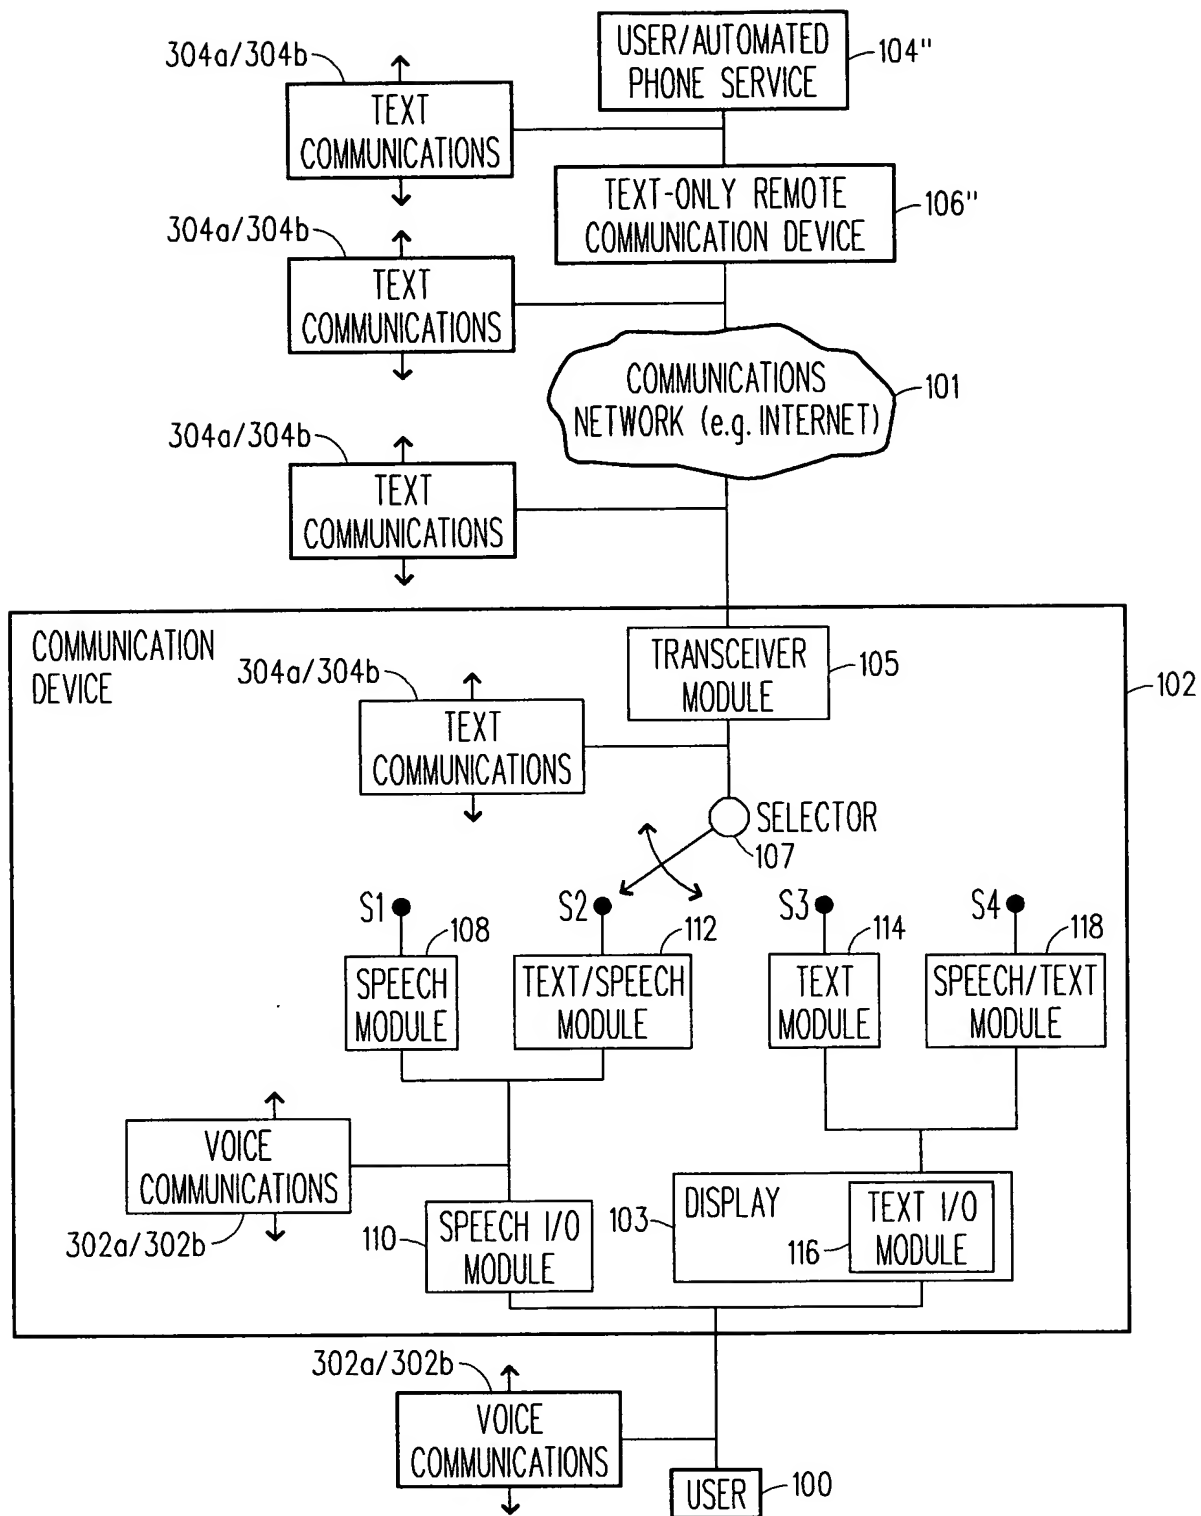 304a/304b
USER/AUTOMATED
PHONE SERVICE
104"
TEXT
COMMUNICATIONS
TEXT-ONLY REMOTE
COMMUNICATION DEVICE
106"
304a/304b
TEXT
COMMUNICATIONS
COMMUNICATIONS
NETWORK (e.g. INTERNET)
101
304a/304b
TEXT
COMMUNICATIONS
COMMUNICATION
DEVICE
TRANSCEIVER
MODULE
105
102
304a/304b
TEXT
COMMUNICATIONS
SELECTOR
107
S1
S2
S3
S4
108
112
114
118
SPEECH
MODULE
TEXT/SPEECH
MODULE
TEXT
MODULE
SPEECH/TEXT
MODULE
VOICE
COMMUNICATIONS
302a/302b
110
SPEECH I/O
MODULE
103
DISPLAY
116
TEXT I/O
MODULE
302a/302b
VOICE
COMMUNICATIONS
USER
100